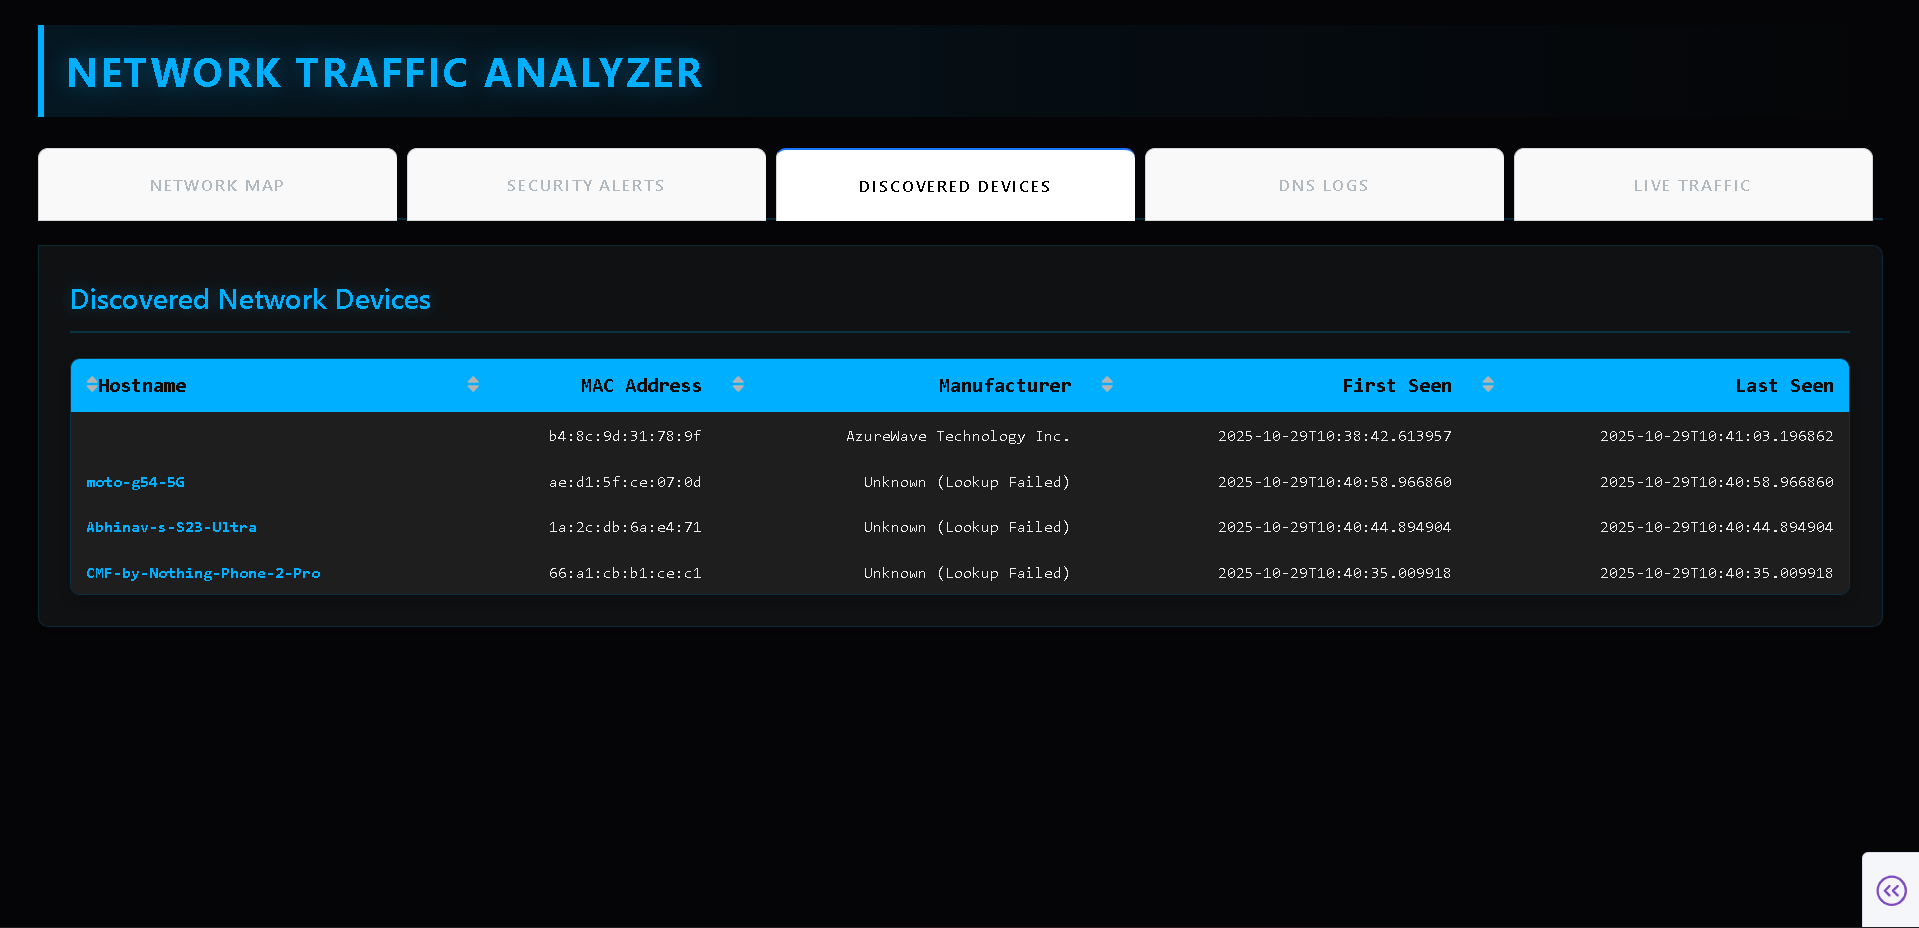 NETWORK TRAFFIC ANALYZER
NETWORK MAP SECURITY ALERTS DISCOVERED DEVICES DNS LOGS LIVE TRAFFIC
Discovered Network Devices
Hostname MAC Address Manufacturer First Seen Last Seen
b4:8c:9d:31:78:9f AzureWave Technology Inc. 2025-10-29T10:38:42.613957 2025-10-29T10:41:03.196862
moto-g54-5G ae:d1:5f:ce:07:0d Unknown (Lookup Failed) 2025-10-29T10:40:58.966860 2025-10-29T10:40:58.966860
Abhinav-s-S23-Ultra 1a:2c:db:6a:e4:71 Unknown (Lookup Failed) 2025-10-29T10:40:44.894904 2025-10-29T10:40:44.894904
CMF-by-Nothing-Phone-2-Pro 66:a1:cb:b1:ce:c1 Unknown (Lookup Failed) 2025-10-29T10:40:35.009918 2025-10-29T10:40:35.009918